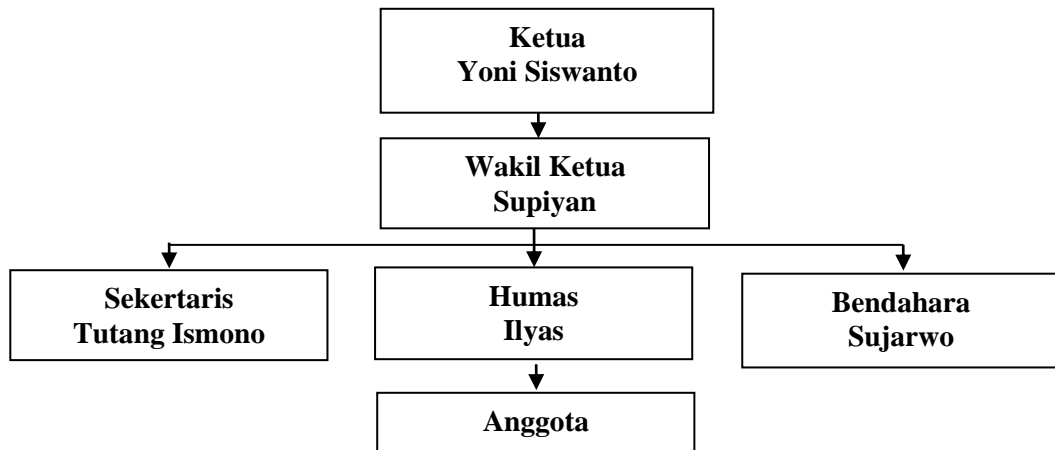 Ketua
Yoni Siswanto
Wakil Ketua
Supiyan
Sekertaris
Tutang Ismono
Humas
Ilyas
Bendahara
Sujarwo
Anggota